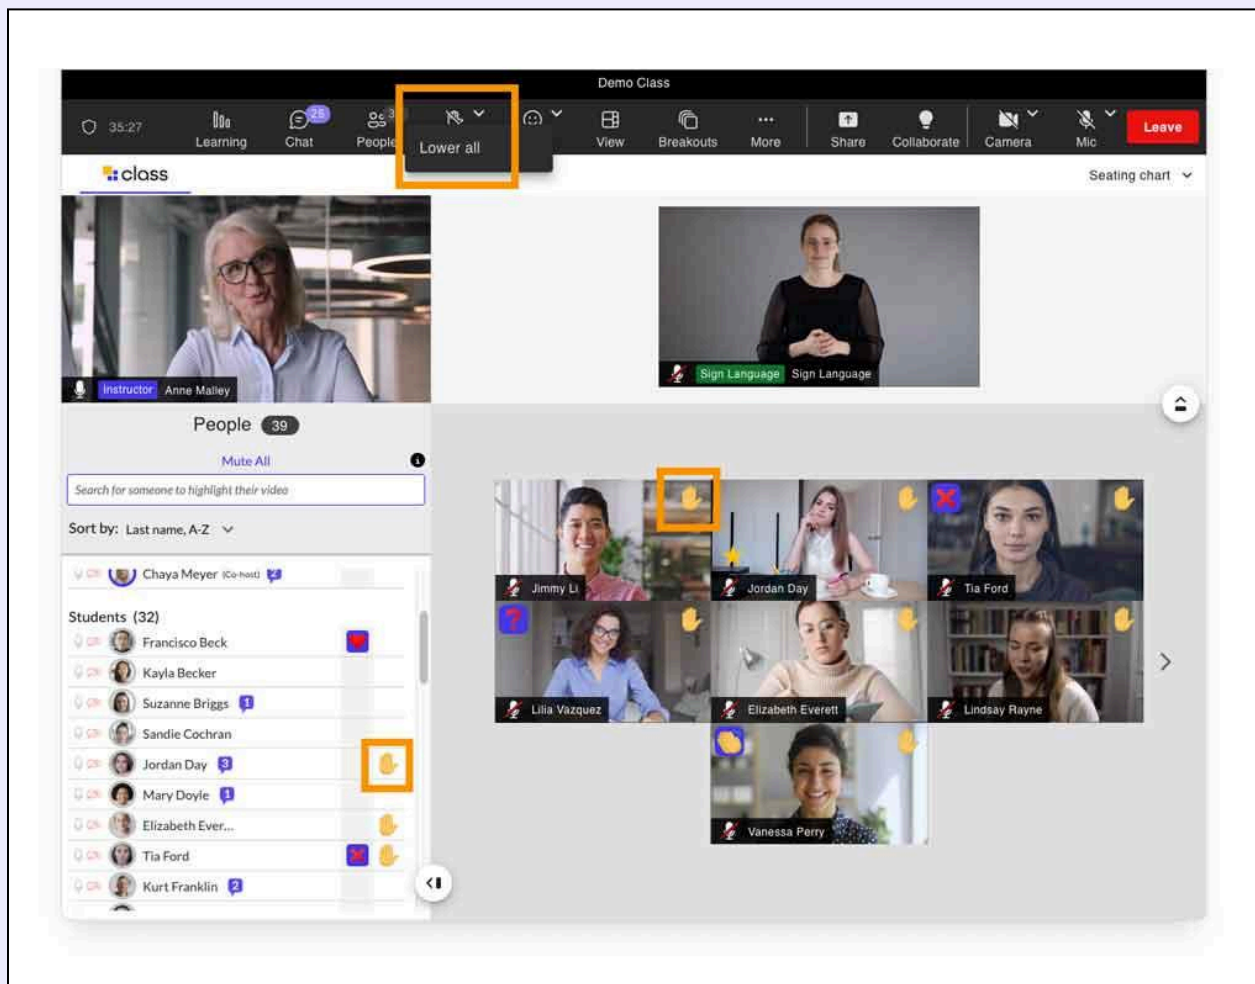 Demo Class
35:27
Learning
25
Chat
3
People
Lower all
View
Breakouts
More
Share
Collaborate
Camera
Mic
Leave
class
Seating chart
Instructor Anne Malley
Sign Language Sign Language
People 39
Mute All
Search for someone to highlight their video
Sort by: Last name, A-Z
Chaya Meyer (Co-host) 2
Students (32)
Francisco Beck
Kayla Becker
Suzanne Briggs 1
Sandie Cochran
Jordan Day 3
Mary Doyle 1
Elizabeth Ever...
Tia Ford
Kurt Franklin 2
Jimmy Li
Jordan Day
Tia Ford
Lilia Vazquez
Elizabeth Everett
Lindsay Rayne
Vanessa Perry